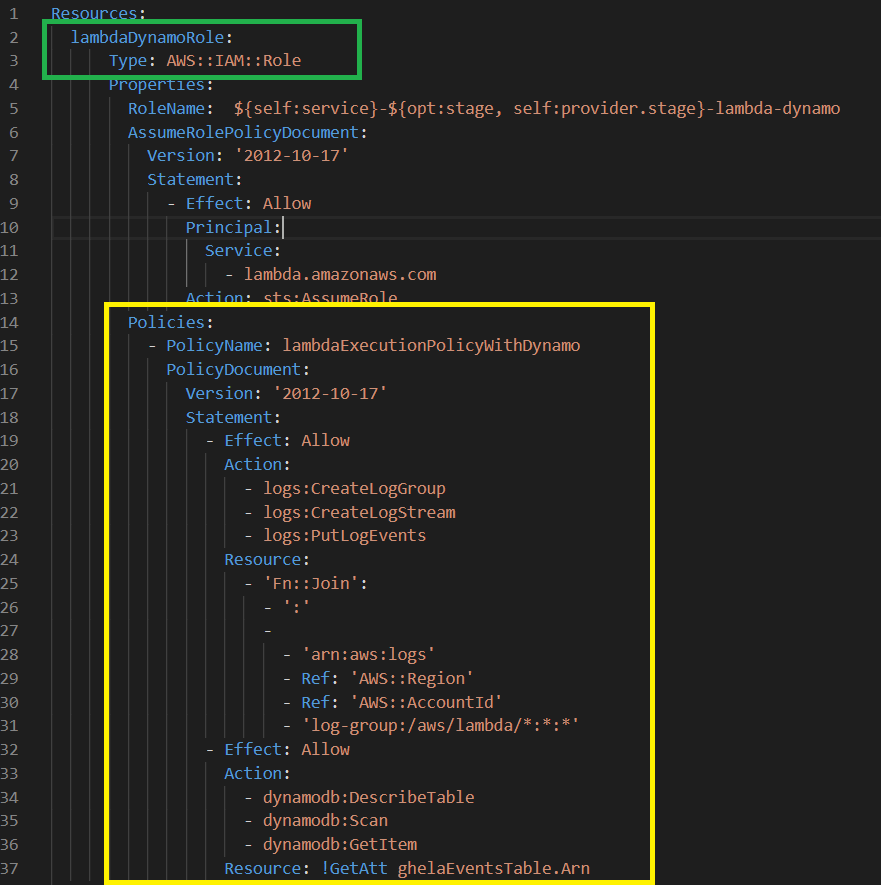 1 Resources:
2   lambdaDynamoRole:
3       Type: AWS::IAM::Role
4       Properties:
5         RoleName:  ${self:service}-${opt:stage, self:provider.stage}-lambda-dynamo
6         AssumeRolePolicyDocument:
7           Version: '2012-10-17'
8           Statement:
9             - Effect: Allow
10               Principal:
11                 Service:
12                   - lambda.amazonaws.com
13               Action: sts:AssumeRole
14         Policies:
15           - PolicyName: lambdaExecutionPolicyWithDynamo
16             PolicyDocument:
17               Version: '2012-10-17'
18               Statement:
19                 - Effect: Allow
20                   Action:
21                     - logs:CreateLogGroup
22                     - logs:CreateLogStream
23                     - logs:PutLogEvents
24                   Resource:
25                     - 'Fn::Join':
26                       - ':'
27                       -
28                         - 'arn:aws:logs'
29                         - Ref: 'AWS::Region'
30                         - Ref: 'AWS::AccountId'
31                         - 'log-group:/aws/lambda/*:*:*'
32                 - Effect: Allow
33                   Action:
34                     - dynamodb:DescribeTable
35                     - dynamodb:Scan
36                     - dynamodb:GetItem
37                   Resource: !GetAtt ghelaEventsTable.Arn